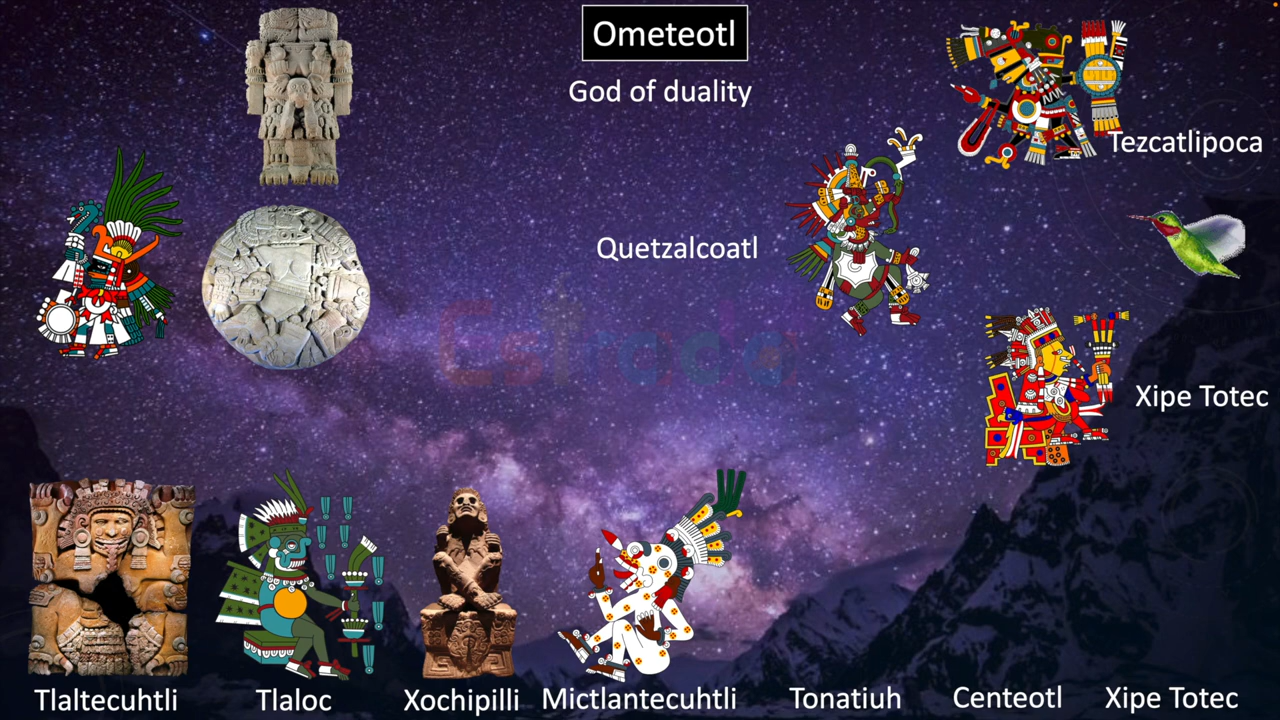 Ometeotl
God of duality
Tezcatlipoca
Quetzalcoatl
Xipe Totec
Tlaltecuhtli
Tlaloc
Xochipilli
Mictlantecuhtli
Tonatiuh
Centeotl
Xipe Totec